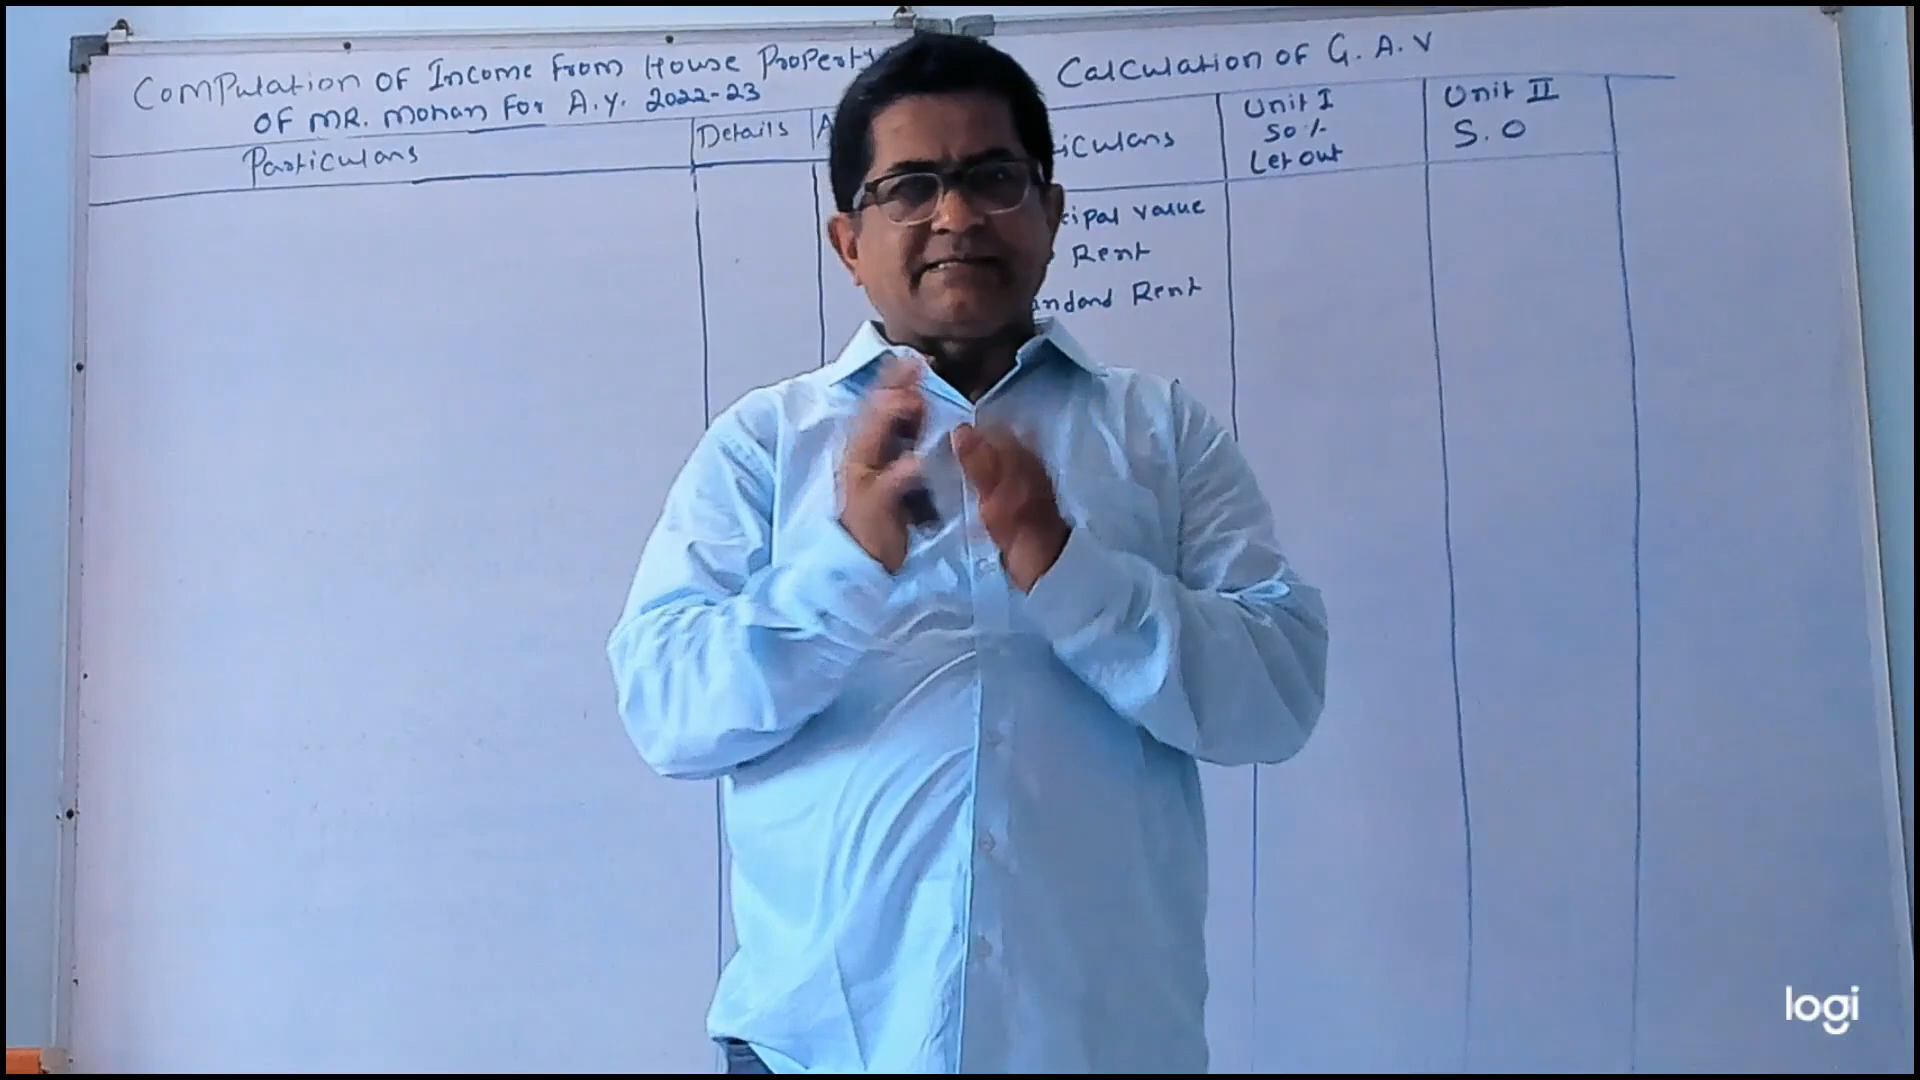 Computation of Income From House Property
of MR. Mohan For A.Y. 2022-23
Particulars
Details
Calculation of G.A.V
Unit I
50%
Let Out
Unit II
S.O
Value
Rent
Rent
logi